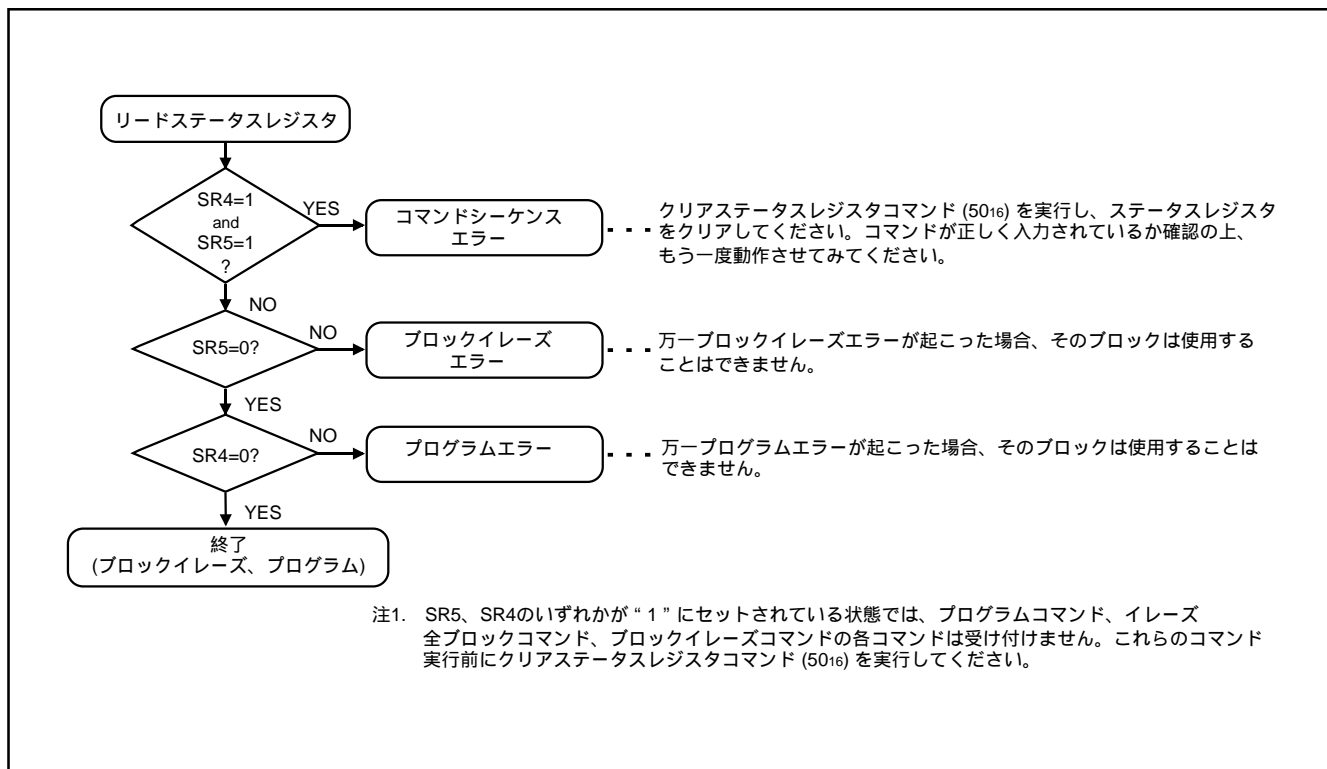 リードステータスレジスタ
SR4=1
and
SR5=1
?
YES
コマンドシーケンス
エラー
クリアステータスレジスタコマンド (5016) を実行し、ステータスレジスタ
をクリアしてください。コマンドが正しく入力されているか確認の上、
もう一度動作させてみてください。
NO
SR5=0?
NO
ブロックイレーズ
エラー
万一ブロックイレーズエラーが起こった場合、そのブロックは使用する
ことはできません。
YES
SR4=0?
NO
プログラムエラー
万一プログラムエラーが起こった場合、そのブロックは使用することは
できません。
YES
終了
(ブロックイレーズ、プログラム)
注1. SR5、SR4のいずれかが “ 1 ” にセットされている状態では、プログラムコマンド、イレーズ
全ブロックコマンド、ブロックイレーズコマンドの各コマンドは受け付けません。これらのコマンド
実行前にクリアステータスレジスタコマンド (5016) を実行してください。